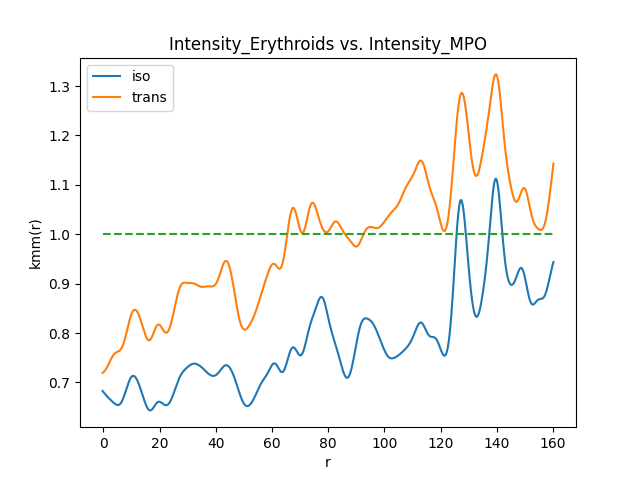 Intensity_Erythroids vs. Intensity_MPO
iso
trans
kmm(r)
1.3
1.2
1.1
1.0
0.9
0.8
0.7
0 20 40 60 80 100 120 140 160
r